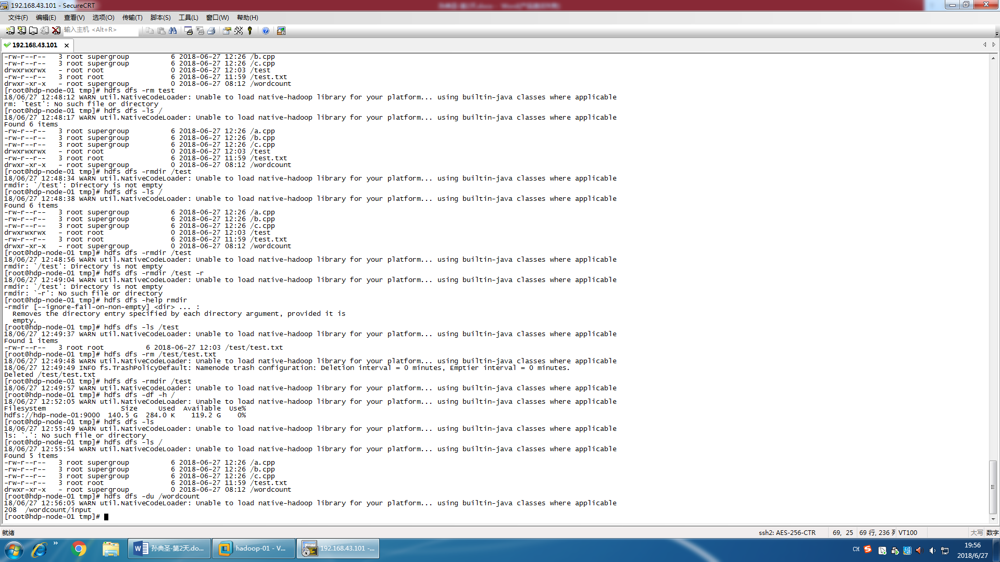 192.168.43.101 - SecureCRT
文件(F) 编辑(E) 查看(V) 选项(O) 传输(T) 脚本(S) 工具(L) 窗口(W) 帮助(H)
输入主机 <Alt+R>
192.168.43.101
-rw-r--r--   3 root supergroup          6 2018-06-27 12:26 /b.cpp
-rw-r--r--   3 root supergroup          6 2018-06-27 12:26 /c.cpp
drwxrwxrwx   - root root                0 2018-06-27 12:03 /test
-rw-r--r--   3 root root                6 2018-06-27 11:59 /test.txt
drwxr-xr-x   - root supergroup          0 2018-06-27 08:12 /wordcount
[root@hdp-node-01 tmp]# hdfs dfs -rm test
18/06/27 12:48:12 WARN util.NativeCodeLoader: Unable to load native-hadoop library for your platform... using builtin-java classes where applicable
rm: `test': No such file or directory
[root@hdp-node-01 tmp]# hdfs dfs -ls /
18/06/27 12:48:17 WARN util.NativeCodeLoader: Unable to load native-hadoop library for your platform... using builtin-java classes where applicable
Found 6 items
-rw-r--r--   3 root supergroup          6 2018-06-27 12:26 /a.cpp
-rw-r--r--   3 root supergroup          6 2018-06-27 12:26 /b.cpp
-rw-r--r--   3 root supergroup          6 2018-06-27 12:26 /c.cpp
drwxrwxrwx   - root root                0 2018-06-27 12:03 /test
-rw-r--r--   3 root root                6 2018-06-27 11:59 /test.txt
drwxr-xr-x   - root supergroup          0 2018-06-27 08:12 /wordcount
[root@hdp-node-01 tmp]# hdfs dfs -rmdir /test
18/06/27 12:48:34 WARN util.NativeCodeLoader: Unable to load native-hadoop library for your platform... using builtin-java classes where applicable
rmdir: `/test': Directory is not empty
[root@hdp-node-01 tmp]# hdfs dfs -ls /
18/06/27 12:48:38 WARN util.NativeCodeLoader: Unable to load native-hadoop library for your platform... using builtin-java classes where applicable
Found 6 items
-rw-r--r--   3 root supergroup          6 2018-06-27 12:26 /a.cpp
-rw-r--r--   3 root supergroup          6 2018-06-27 12:26 /b.cpp
-rw-r--r--   3 root supergroup          6 2018-06-27 12:26 /c.cpp
drwxrwxrwx   - root root                0 2018-06-27 12:03 /test
-rw-r--r--   3 root root                6 2018-06-27 11:59 /test.txt
drwxr-xr-x   - root supergroup          0 2018-06-27 08:12 /wordcount
[root@hdp-node-01 tmp]# hdfs dfs -rmdir /test
18/06/27 12:48:56 WARN util.NativeCodeLoader: Unable to load native-hadoop library for your platform... using builtin-java classes where applicable
rmdir: `/test': Directory is not empty
[root@hdp-node-01 tmp]# hdfs dfs -rmdir /test -r
18/06/27 12:49:04 WARN util.NativeCodeLoader: Unable to load native-hadoop library for your platform... using builtin-java classes where applicable
rmdir: `/test': Directory is not empty
rmdir: `-r': No such file or directory
[root@hdp-node-01 tmp]# hdfs dfs -help rmdir
-rmdir [--ignore-fail-on-non-empty] <dir> ... :
  Removes the directory entry specified by each directory argument, provided it is
  empty.
[root@hdp-node-01 tmp]# hdfs dfs -ls /test
18/06/27 12:49:37 WARN util.NativeCodeLoader: Unable to load native-hadoop library for your platform... using builtin-java classes where applicable
Found 1 items
-rw-r--r--   3 root root          6 2018-06-27 12:03 /test/test.txt
[root@hdp-node-01 tmp]# hdfs dfs -rm /test/test.txt
18/06/27 12:49:48 WARN util.NativeCodeLoader: Unable to load native-hadoop library for your platform... using builtin-java classes where applicable
18/06/27 12:49:49 INFO fs.TrashPolicyDefault: Namenode trash configuration: Deletion interval = 0 minutes, Emptier interval = 0 minutes.
Deleted /test/test.txt
[root@hdp-node-01 tmp]# hdfs dfs -rmdir /test
18/06/27 12:49:57 WARN util.NativeCodeLoader: Unable to load native-hadoop library for your platform... using builtin-java classes where applicable
[root@hdp-node-01 tmp]# hdfs dfs -df -h /
18/06/27 12:52:05 WARN util.NativeCodeLoader: Unable to load native-hadoop library for your platform... using builtin-java classes where applicable
Filesystem                  Size     Used  Available  Use%
hdfs://hdp-node-01:9000  140.5 G  284.0 K    119.2 G    0%
[root@hdp-node-01 tmp]# hdfs dfs -ls
18/06/27 12:55:49 WARN util.NativeCodeLoader: Unable to load native-hadoop library for your platform... using builtin-java classes where applicable
ls: `.': No such file or directory
[root@hdp-node-01 tmp]# hdfs dfs -ls /
18/06/27 12:55:54 WARN util.NativeCodeLoader: Unable to load native-hadoop library for your platform... using builtin-java classes where applicable
Found 5 items
-rw-r--r--   3 root supergroup          6 2018-06-27 12:26 /a.cpp
-rw-r--r--   3 root supergroup          6 2018-06-27 12:26 /b.cpp
-rw-r--r--   3 root supergroup          6 2018-06-27 12:26 /c.cpp
-rw-r--r--   3 root root                6 2018-06-27 11:59 /test.txt
drwxr-xr-x   - root supergroup          0 2018-06-27 08:12 /wordcount
[root@hdp-node-01 tmp]# hdfs dfs -du /wordcount
18/06/27 12:56:05 WARN util.NativeCodeLoader: Unable to load native-hadoop library for your platform... using builtin-java classes where applicable
208  /wordcount/input
[root@hdp-node-01 tmp]#
就绪 ssh2: AES-256-CTR 69, 25 69 行, 236 列 VT100 大写 数字
孙典圣-第2天.do... hadoop-01 - V... 192.168.43.101 -... CH 19:56
2018/6/27